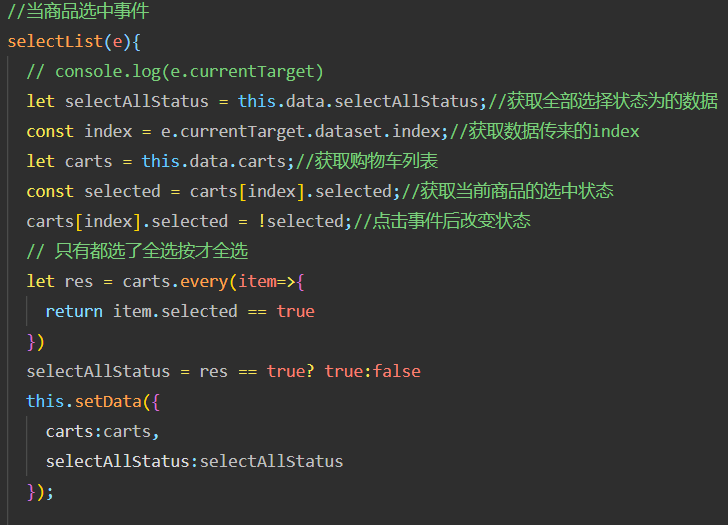 //当商品选中事件
selectList(e){
// console.log(e.currentTarget)
let selectAllStatus = this.data.selectAllStatus;//获取全部选择状态为的数据
const index = e.currentTarget.dataset.index;//获取数据传来的index
let carts = this.data.carts;//获取购物车列表
const selected = carts[index].selected;//获取当前商品的选中状态
carts[index].selected = !selected;//点击事件后改变状态
// 只有都选了全选按才全选
let res = carts.every(item=>{
return item.selected == true
})
selectAllStatus = res == true? true:false
this.setData({
carts:carts,
selectAllStatus:selectAllStatus
});